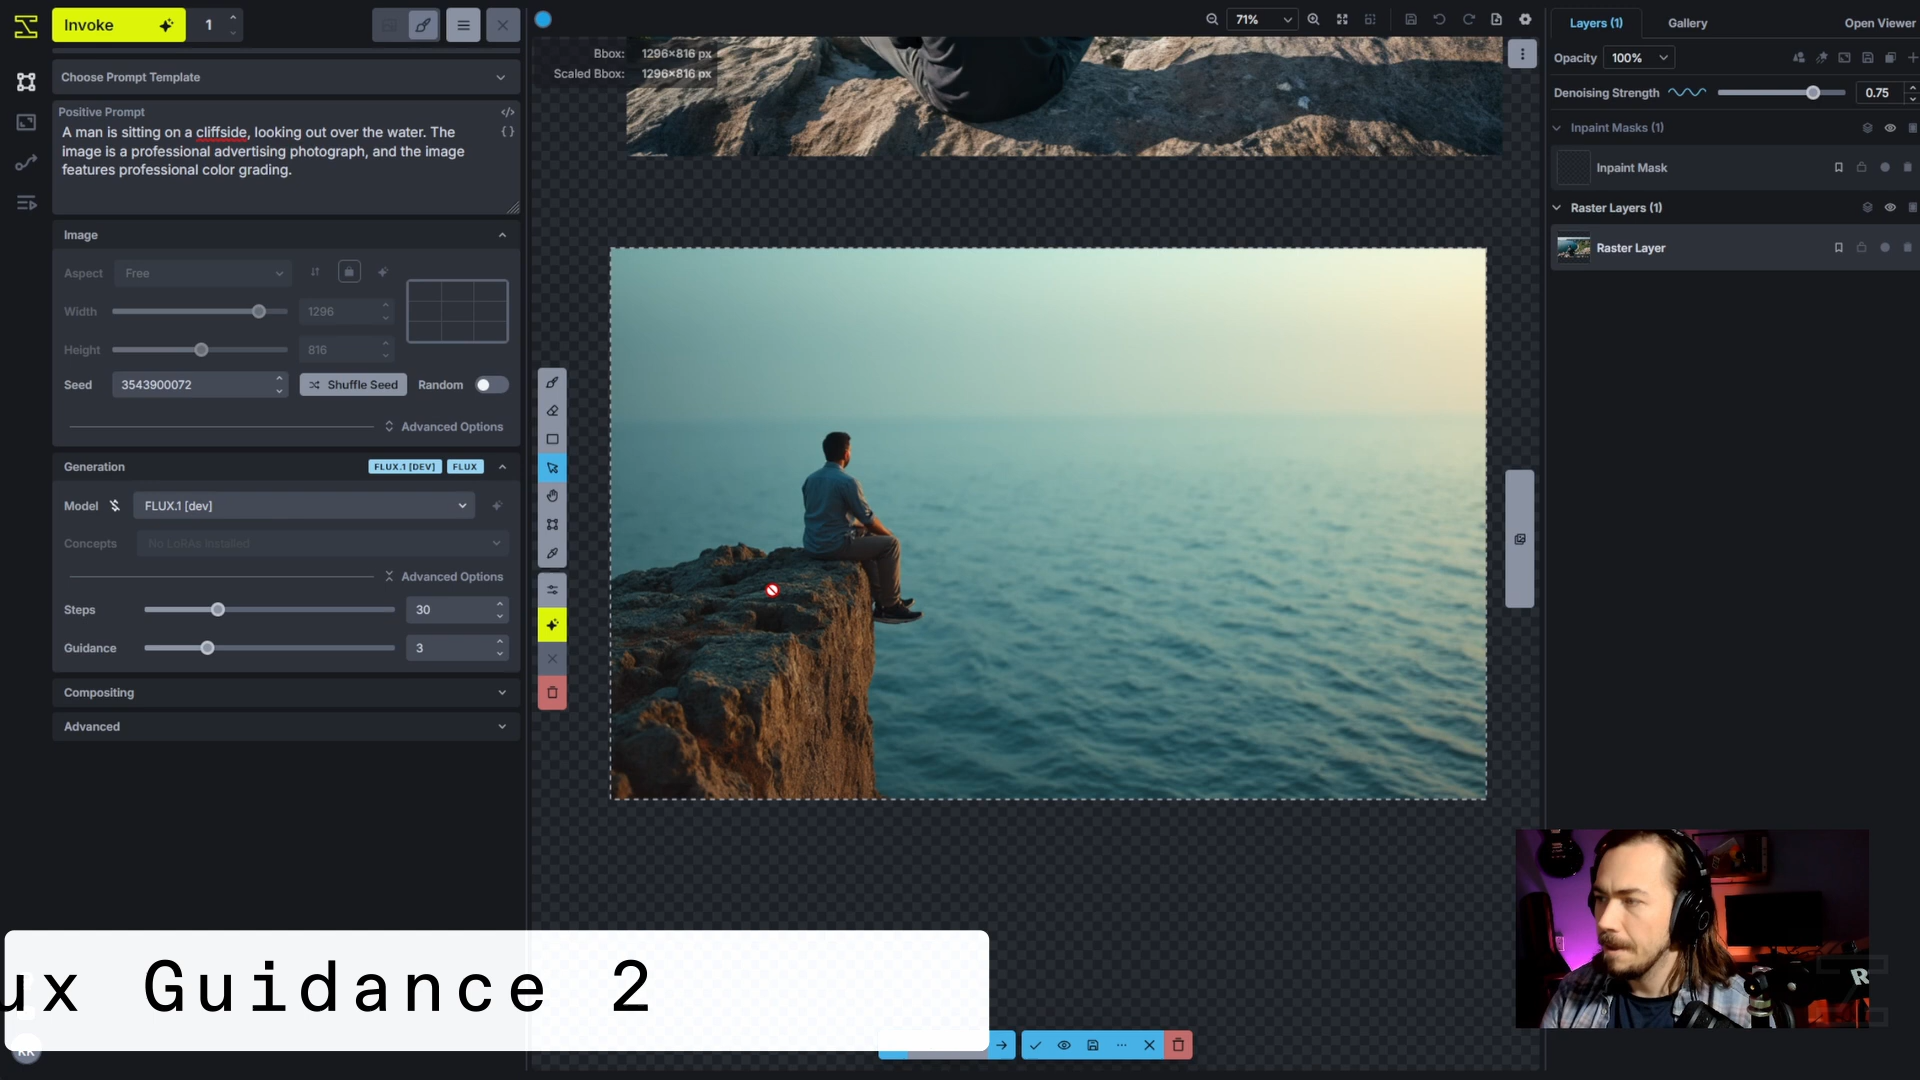 Invoke
1
Choose Prompt Template
Positive Prompt
A man is sitting on a cliffside, looking out over the water. The
image is a professional advertising photograph, and the image
features professional color grading.
Image
Aspect
Free
Width
1296
Height
816
Seed
3543900072
Shuffle Seed
Random
Advanced Options
Generation
FLUX.1 [DEV]
FLUX
Model
FLUX.1 [dev]
Concepts
No LoRAs Installed
Advanced Options
Steps
30
Guidance
3
Compositing
Advanced
71%
Bbox: 1296×816 px
Scaled Bbox: 1296×816 px
Layers (1)
Gallery
Open Viewer
Opacity
100%
Denoising Strength
0.75
Inpaint Masks (1)
Inpaint Mask
Raster Layers (1)
Raster Layer
ux Guidance 2
R